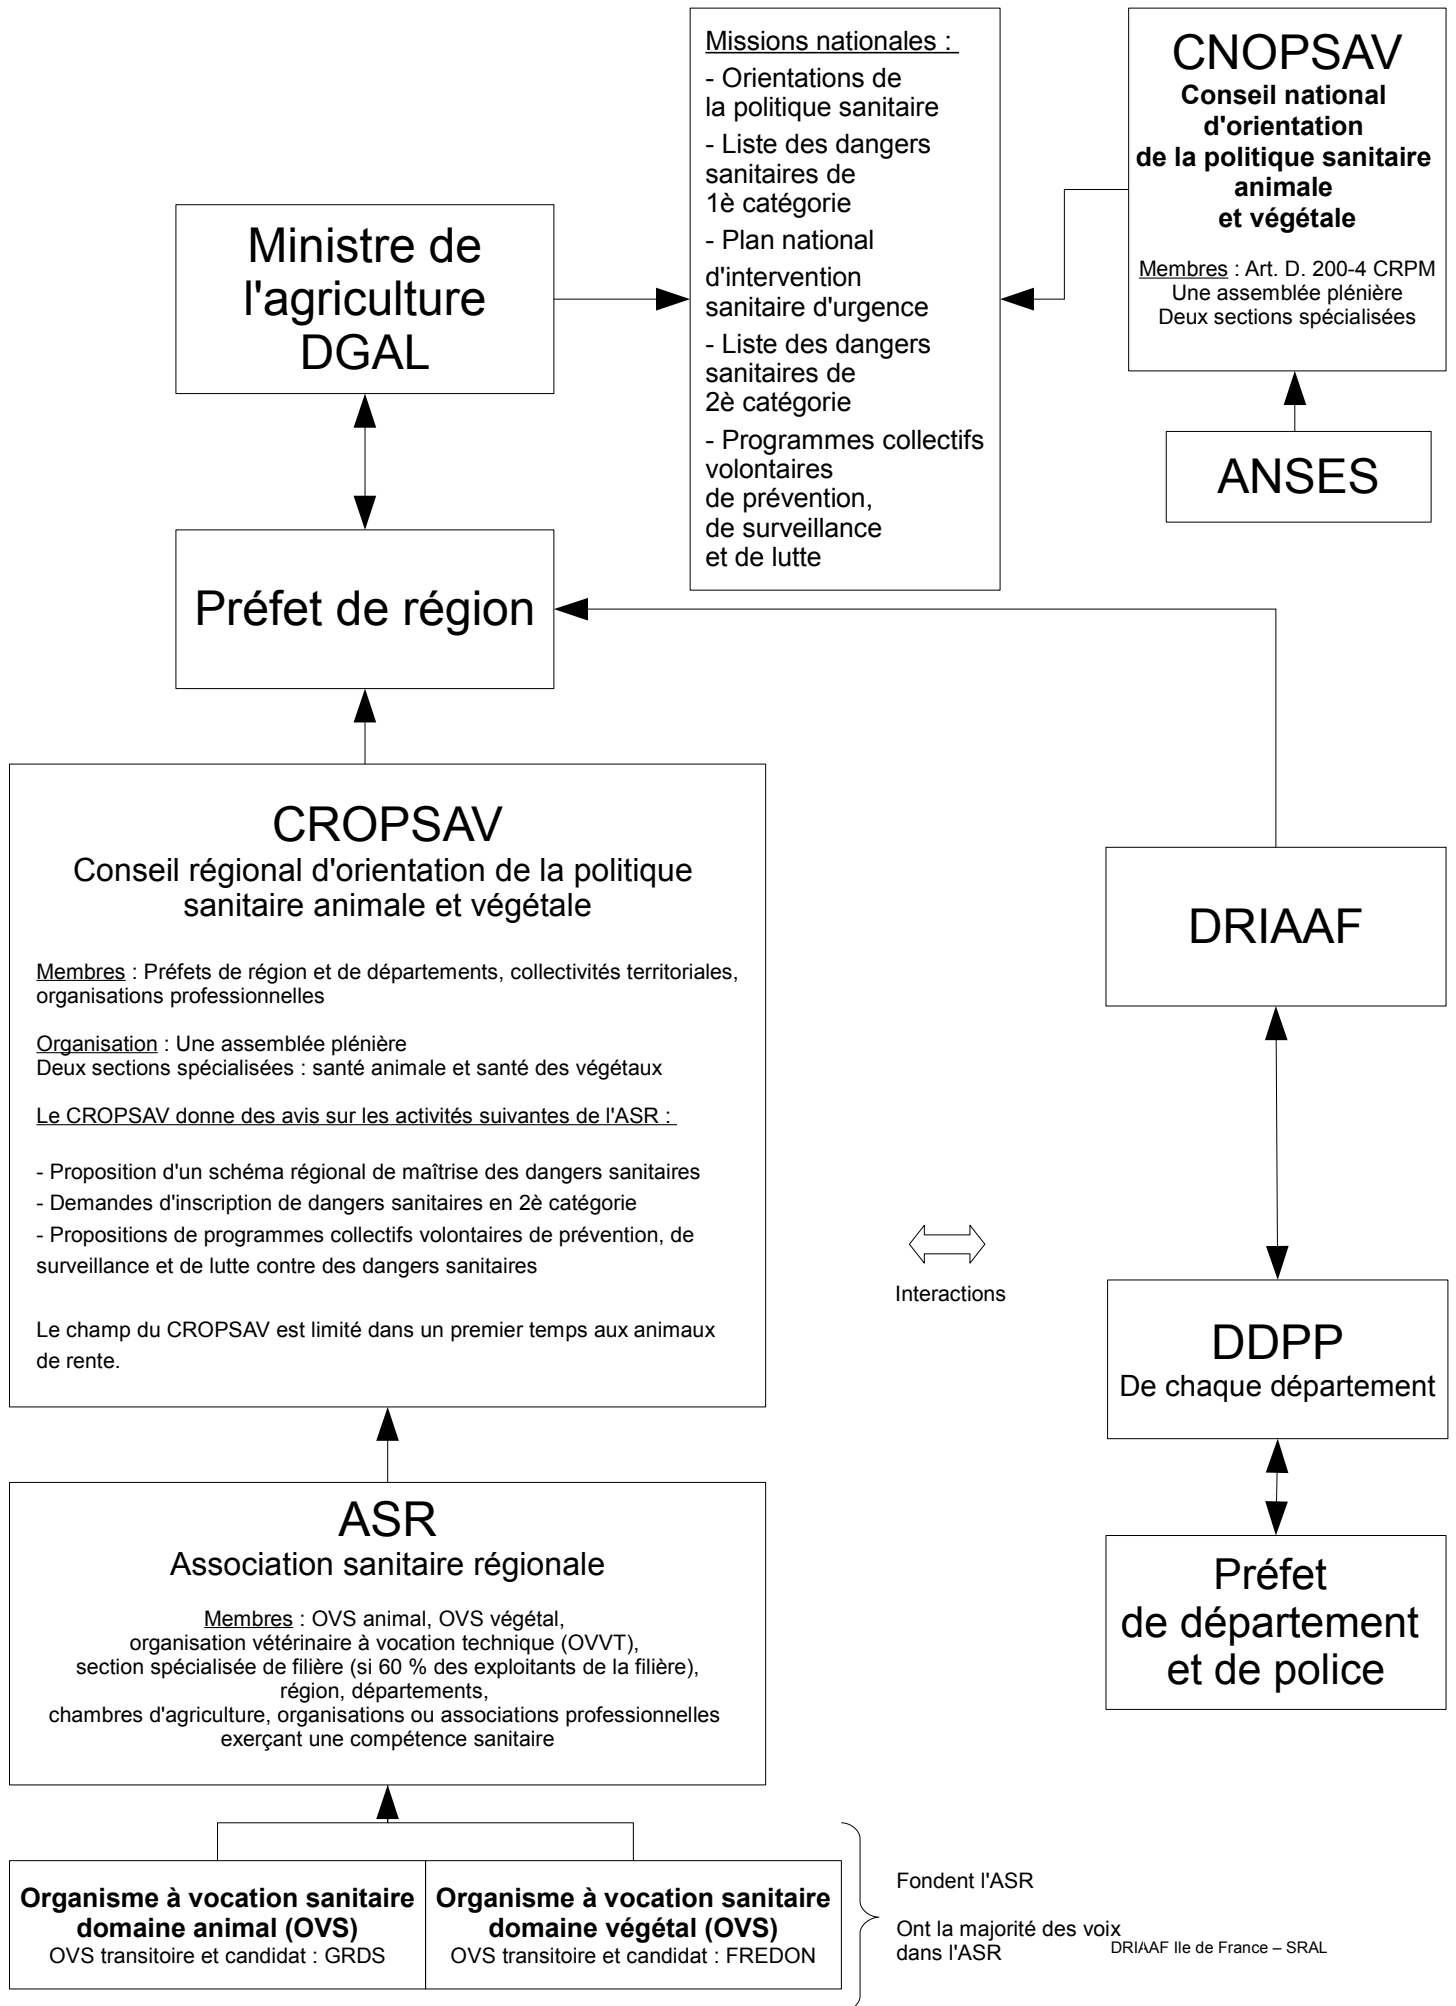 Missions nationales :
- Orientations de
la politique sanitaire
- Liste des dangers
sanitaires de
1è catégorie
- Plan national
d'intervention
sanitaire d'urgence
- Liste des dangers
sanitaires de
2è catégorie
- Programmes collectifs
volontaires
de prévention,
de surveillance
et de lutte
CNOPSAV
Conseil national
d'orientation
de la politique sanitaire
animale
et végétale
Membres : Art. D. 200-4 CRPM
Une assemblée plénière
Deux sections spécialisées
Ministre de
l'agriculture
DGAL
ANSES
Préfet de région
CROPSAV
Conseil régional d'orientation de la politique
sanitaire animale et végétale
Membres : Préfets de région et de départements, collectivités territoriales,
organisations professionnelles
Organisation : Une assemblée plénière
Deux sections spécialisées : santé animale et santé des végétaux
Le CROPSAV donne des avis sur les activités suivantes de l'ASR :
- Proposition d'un schéma régional de maîtrise des dangers sanitaires
- Demandes d'inscription de dangers sanitaires en 2è catégorie
- Propositions de programmes collectifs volontaires de prévention, de
surveillance et de lutte contre des dangers sanitaires
Le champ du CROPSAV est limité dans un premier temps aux animaux
de rente.
DRIAAF
Interactions
DDPP
De chaque département
ASR
Association sanitaire régionale
Membres : OVS animal, OVS végétal,
organisation vétérinaire à vocation technique (OVVT),
section spécialisée de filière (si 60 % des exploitants de la filière),
région, départements,
chambres d'agriculture, organisations ou associations professionnelles
exerçant une compétence sanitaire
Préfet
de département
et de police
Organisme à vocation sanitaire
domaine animal (OVS)
OVS transitoire et candidat : GRDS
Organisme à vocation sanitaire
domaine végétal (OVS)
OVS transitoire et candidat : FREDON
Fondent l'ASR
Ont la majorité des voix
dans l'ASR
DRIAAF Ile de France – SRAL